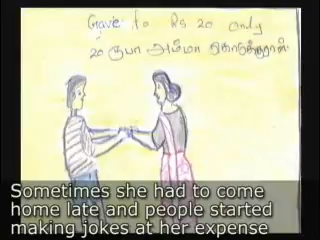 Gave to Rs 20 only
20 ரூபா அம்மா கொடுக்குறாள்
Sometimes she had to come
home late and people started
making jokes at her expense